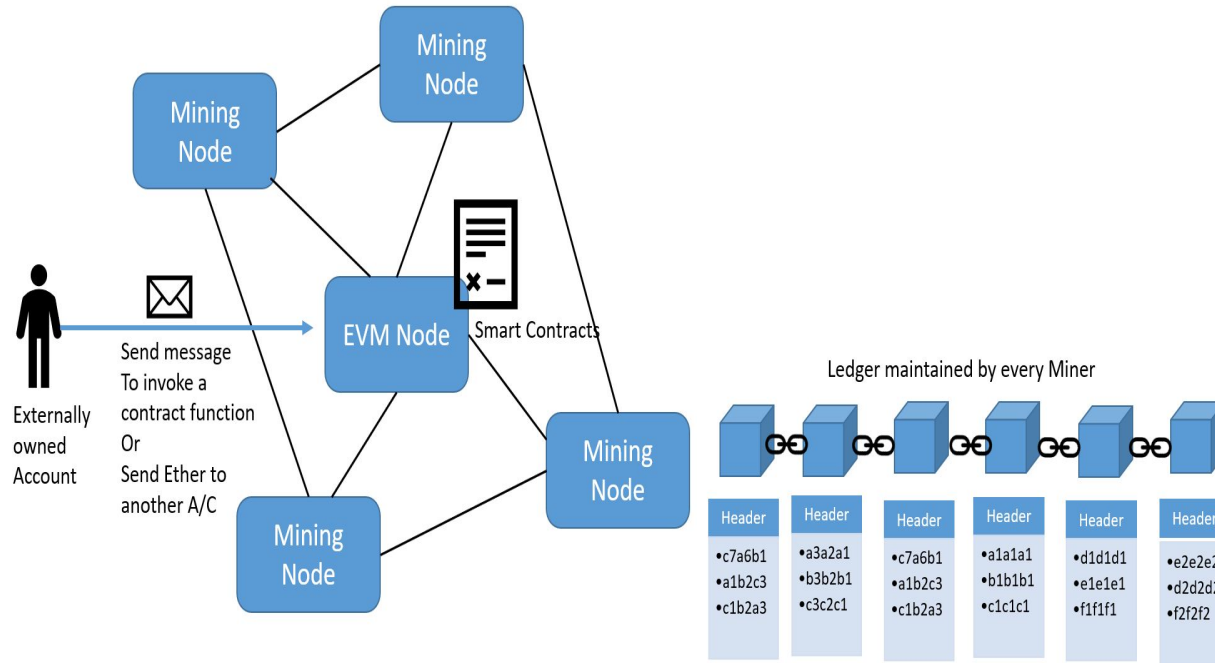 Mining
Node
Mining
Node
EVM Node
Smart Contracts
Send message
To invoke a
contract function
Or
Send Ether to
another A/C
Externally
owned
Account
Mining
Node
Mining
Node
Ledger maintained by every Miner
Header
•c7a6b1
•a1b2c3
•c1b2a3
Header
•a3a2a1
•b3b2b1
•c3c2c1
Header
•c7a6b1
•a1b2c3
•c1b2a3
Header
•a1a1a1
•b1b1b1
•c1c1c1
Header
•d1d1d1
•e1e1e1
•f1f1f1
Header
•e2e2e2
•d2d2d2
•f2f2f2